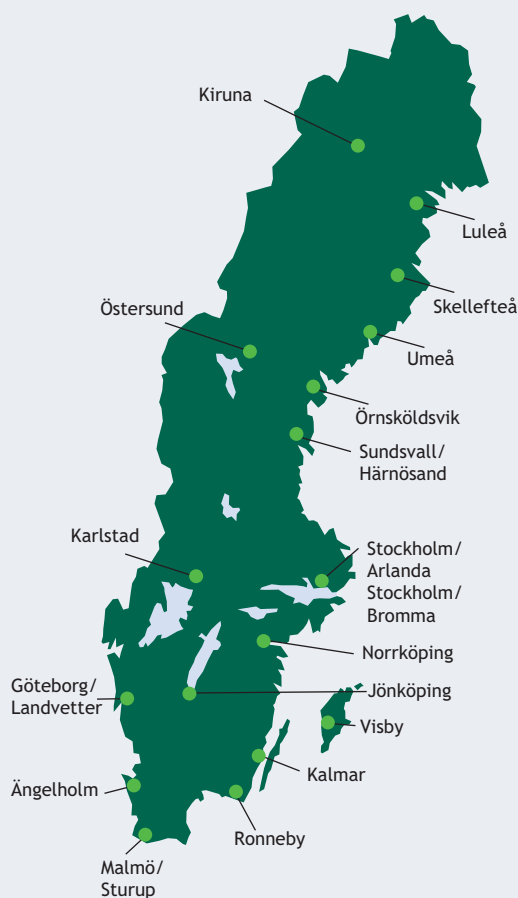 Kiruna
Luleå
Skellefteå
Östersund
Umeå
Örnsköldsvik
Sundsvall/
Härnösand
Karlstad
Stockholm/
Arlanda
Stockholm/
Bromma
Norrköping
Göteborg/
Landvetter
Jönköping
Visby
Kalmar
Ängelholm
Ronneby
Malmö/
Sturup